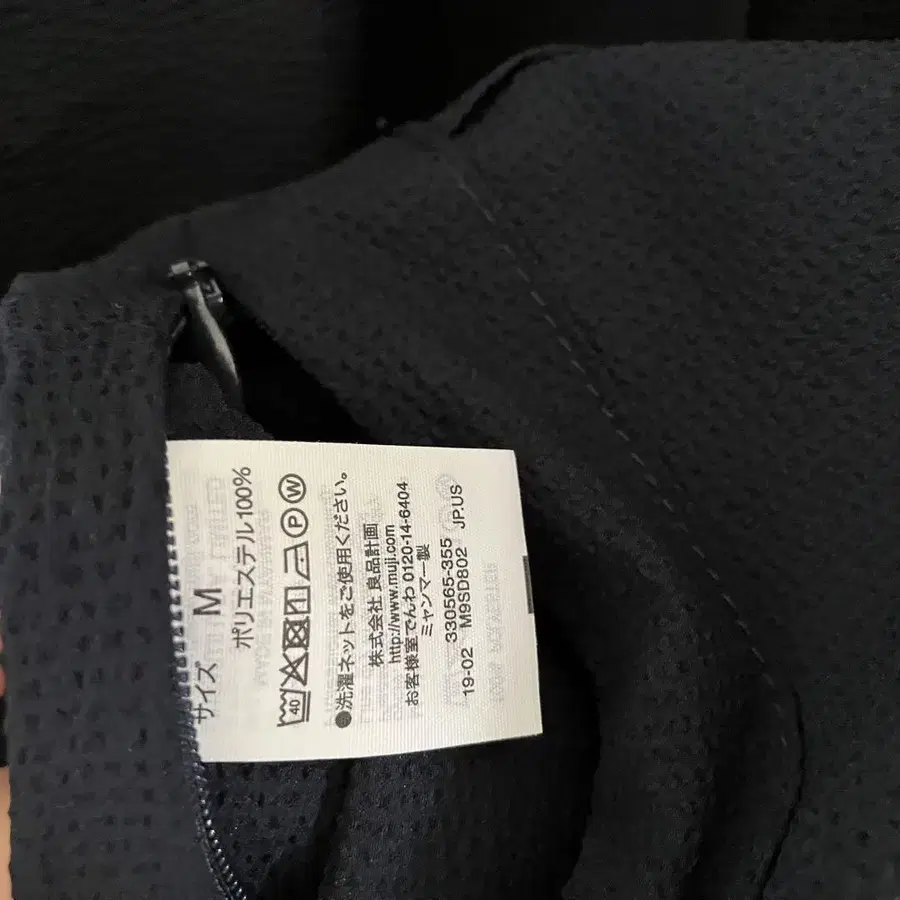 サイズ M
ポリエステル100%
40
P W
●洗濯ネットをご使用ください。
株式会社 良品計画
http://www.muji.com
お客様室でんわ 0120-14-6404
ミャンマー製
330565-355
19-02 M9SD802 JP.US